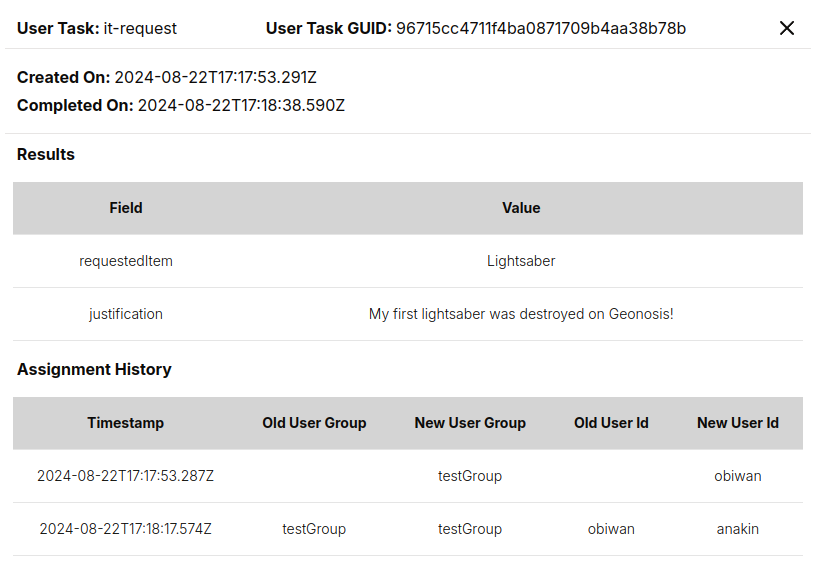 User Task: it-request User Task GUID: 96715cc4711f4ba0871709b4aa38b78b
Created On: 2024-08-22T17:17:53.291Z
Completed On: 2024-08-22T17:18:38.590Z
Results
Field Value
requestedItem Lightsaber
justification My first lightsaber was destroyed on Geonosis!
Assignment History
Timestamp Old User Group New User Group Old User Id New User Id
2024-08-22T17:17:53.287Z testGroup obiwan
2024-08-22T17:18:17.574Z testGroup testGroup obiwan anakin